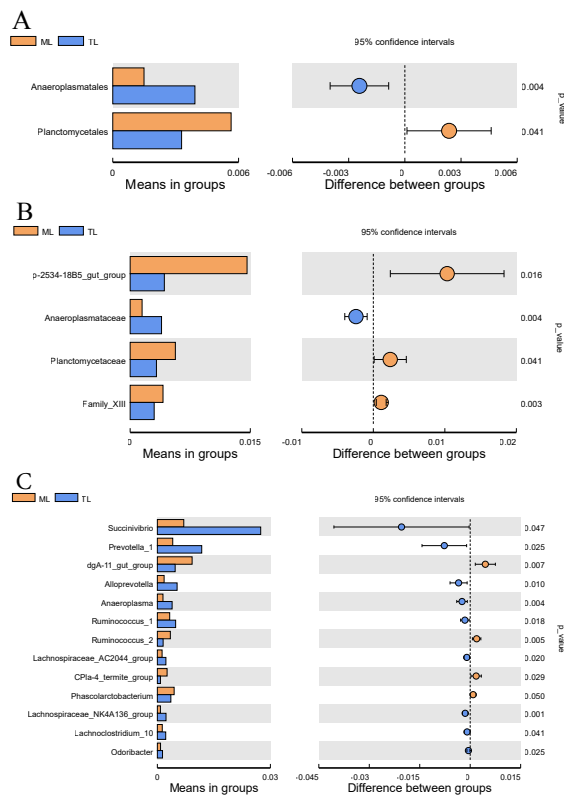 A
ML TL
95% confidence intervals
Anaeroplasmatales
0.004
Planctomycetales
0.041
p_value
0 0.006
-0.006 -0.003 0 0.003 0.006
Means in groups
Difference between groups
B
ML TL
95% confidence intervals
p-2534-18B5_gut_group
0.016
Anaeroplasmataceae
0.004
Planctomycetaceae
0.041
Family_XIII
0.003
p_value
0 0.015
-0.01 0 0.01 0.02
Means in groups
Difference between groups
C
ML TL
95% confidence intervals
Succinivibrio
0.047
Prevotella_1
0.025
dgA-11_gut_group
0.007
Alloprevotella
0.010
Anaeroplasma
0.004
Ruminococcus_1
0.018
Ruminococcus_2
0.005
Lachnospiraceae_AC2044_group
0.020
CPla-4_termite_group
0.029
Phascolarctobacterium
0.050
Lachnospiraceae_NK4A136_group
0.001
Lachnoclostridium_10
0.041
Odoribacter
0.025
p_value
0 0.03
-0.045 -0.03 -0.015 0 0.015
Means in groups
Difference between groups